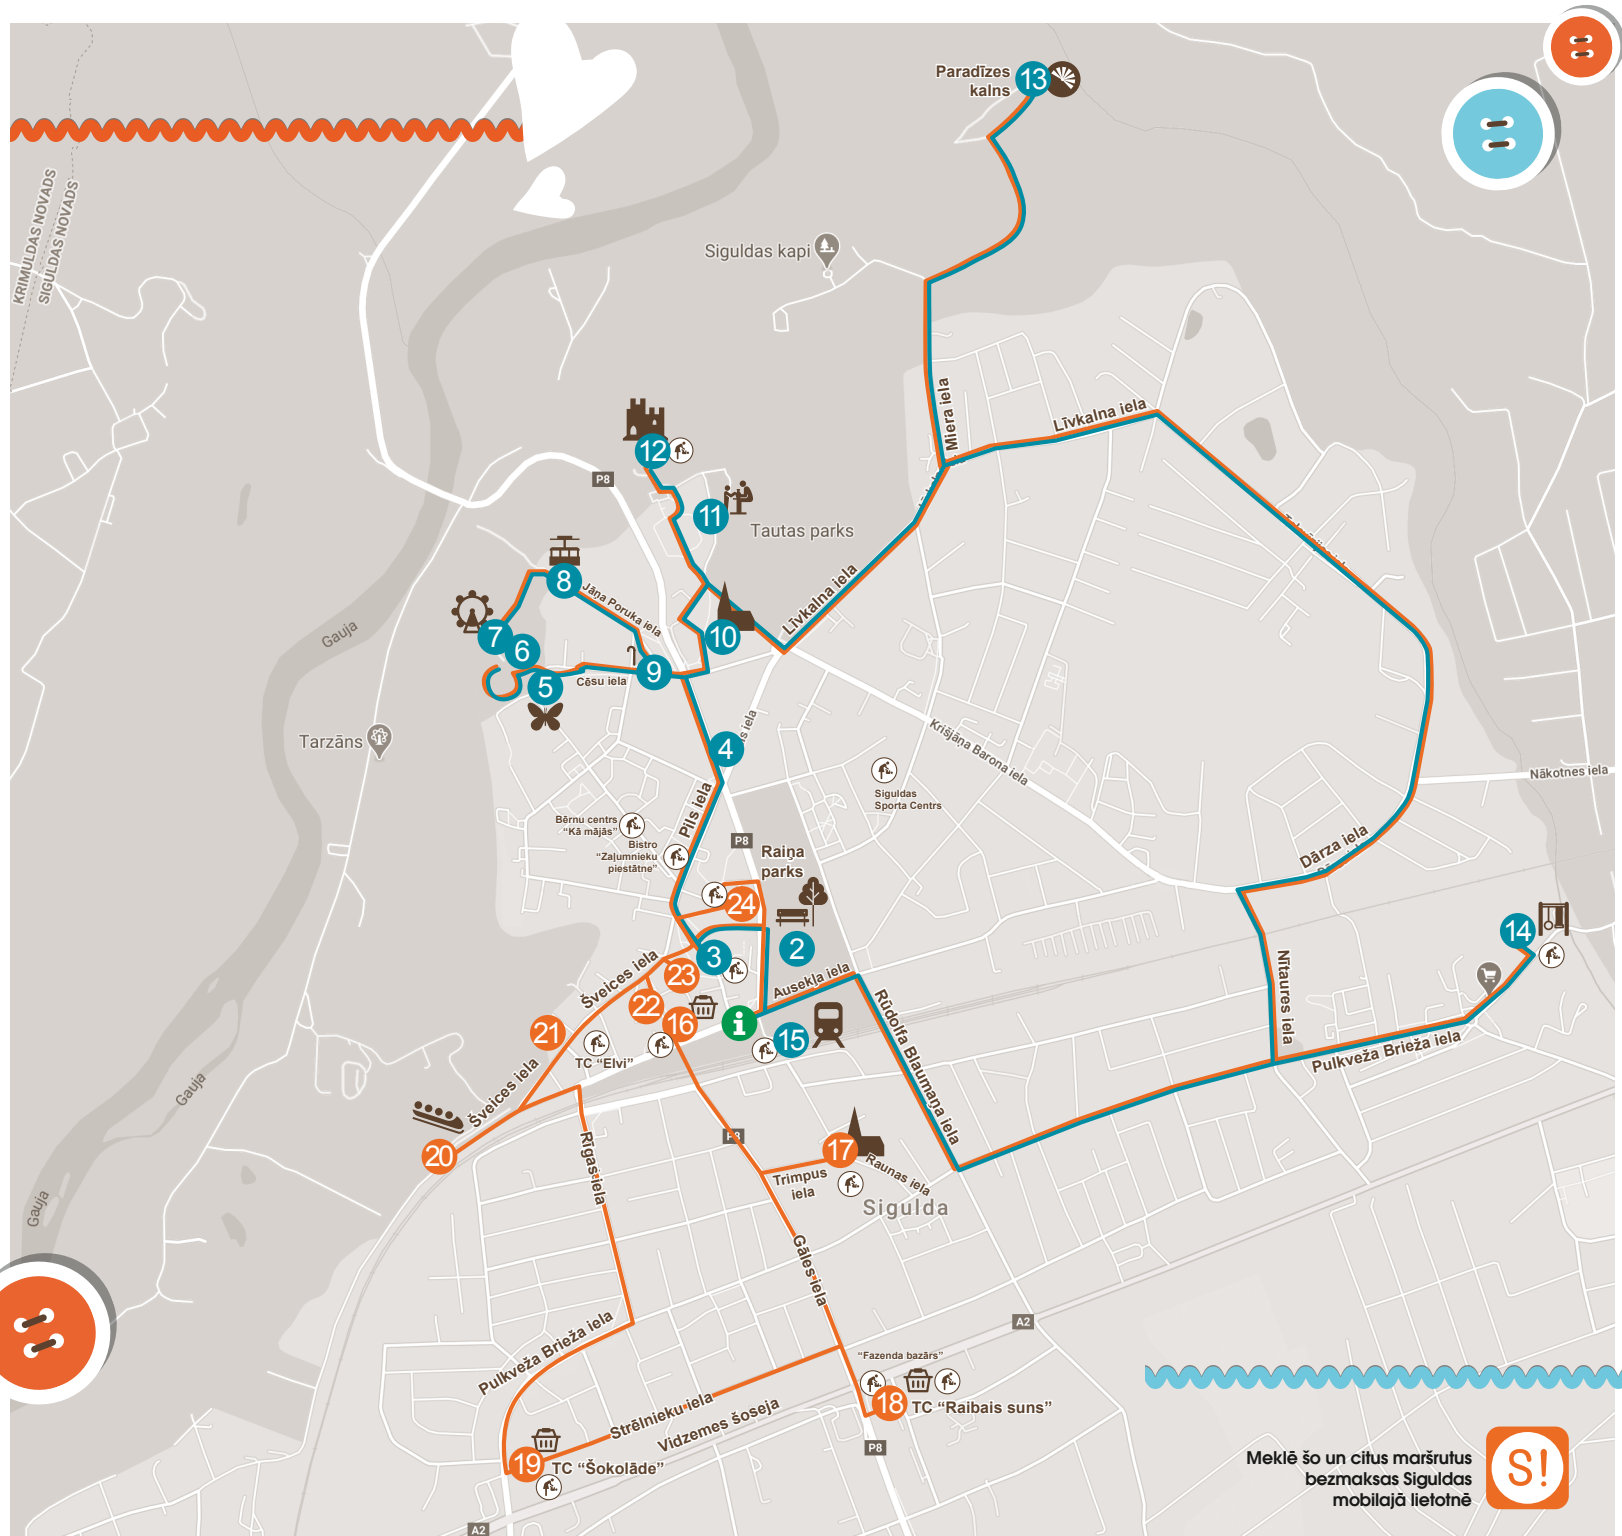 Paradīzes
kalns
13
KRIMULDAS NOVADS
SIGULDAS NOVADS
Siguldas kapi
Miera iela
Līvkalna iela
12
P8
11
Tautas parks
8
Jāņa Poruka iela
Līvkalna iela
7
6
10
9
5
Cēsu iela
Gauja
Tarzāns
4
Krišjāņa Barona iela
Nākotnes iela
Siguldas
Sporta Centrs
Pils iela
Bērnu centrs
"Kā mājās"
Bistro
"Zaļumnieku
piestātne"
P8
Raiņa
parks
Dārza iela
24
2
3
14
Šveices iela
23
Ausekļa iela
22
16
i
15
Rūdolfa Blaumaņa iela
Nītaures iela
21
TC "Elvi"
Pulkveža Brieža iela
Gauja
Šveices iela
20
Rīgas iela
P8
17
Trimpus
iela
Raunas iela
Sigulda
Gauja
Gāles iela
A2
Pulkveža Brieža iela
"Fazenda bazārs"
18
TC "Raibais suns"
Strēlnieku iela
Vidzemes šoseja
P8
19
TC "Šokolāde"
A2
Meklē šo un citus maršrutus
bezmaksas Siguldas
mobilajā lietotnē
S!